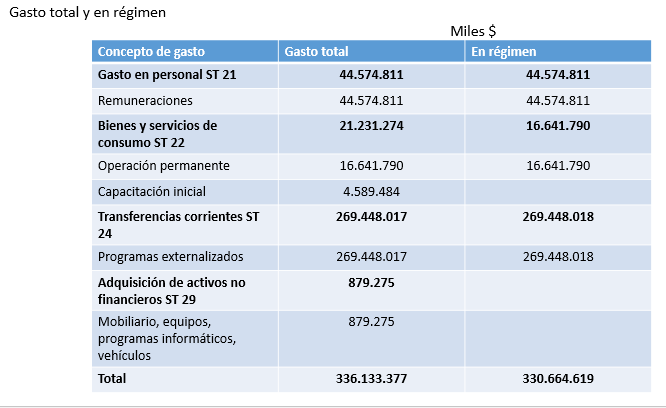 Gasto total y en régimen
Miles $
Concepto de gasto Gasto total En régimen
Gasto en personal ST 21 44.574.811 44.574.811
Remuneraciones 44.574.811 44.574.811
Bienes y servicios de 21.231.274 16.641.790
consumo ST 22
Operación permanente 16.641.790 16.641.790
Capacitación inicial 4.589.484
Transferencias corrientes ST 269.448.017 269.448.018
24
Programas externalizados 269.448.017 269.448.018
Adquisición de activos no 879.275
financieros ST 29
Mobiliario, equipos, 879.275
programas informáticos,
vehículos
Total 336.133.377 330.664.619